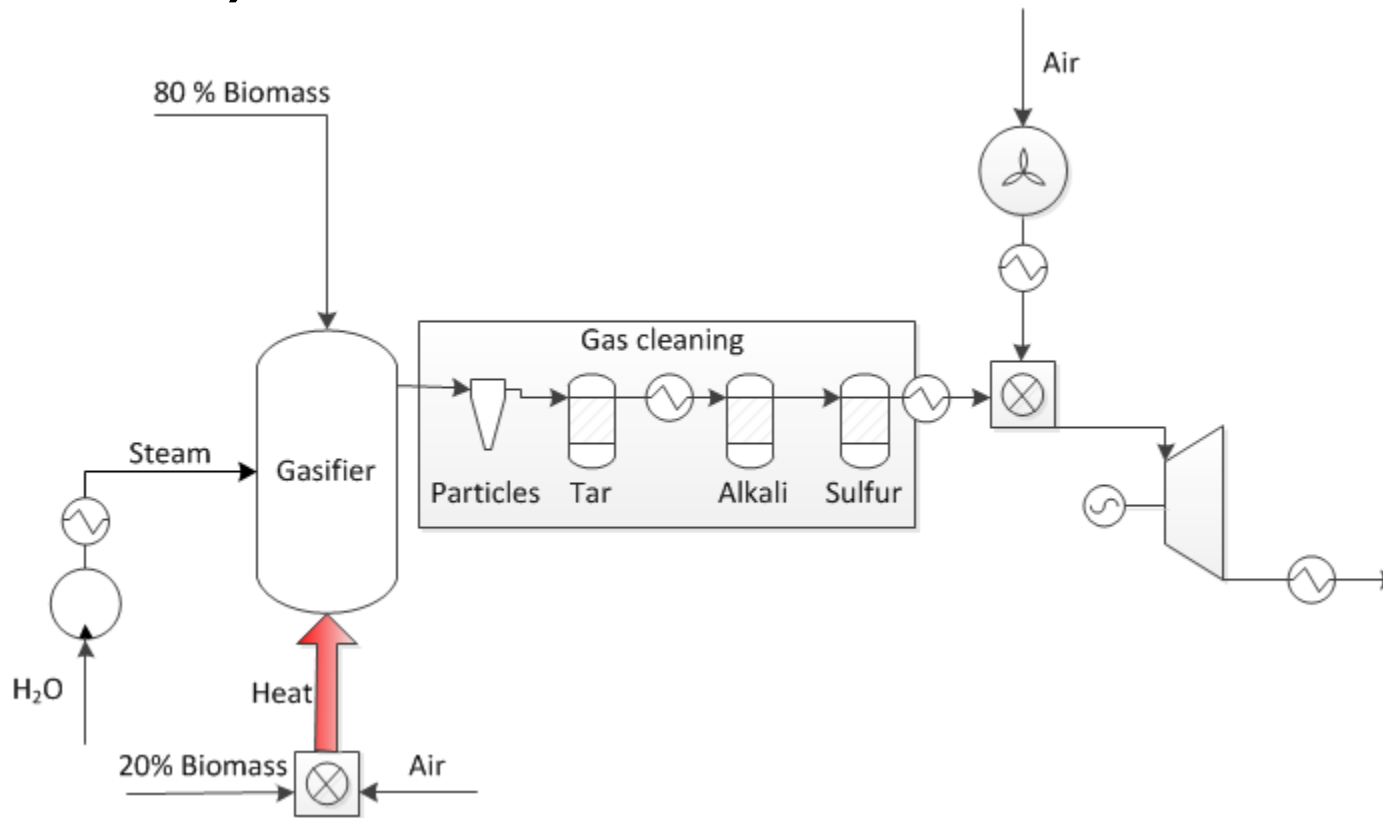 Air
80 % Biomass
Gas cleaning
Steam
Gasifier
Particles
Tar
Alkali
Sulfur
H₂O
Heat
20% Biomass
Air